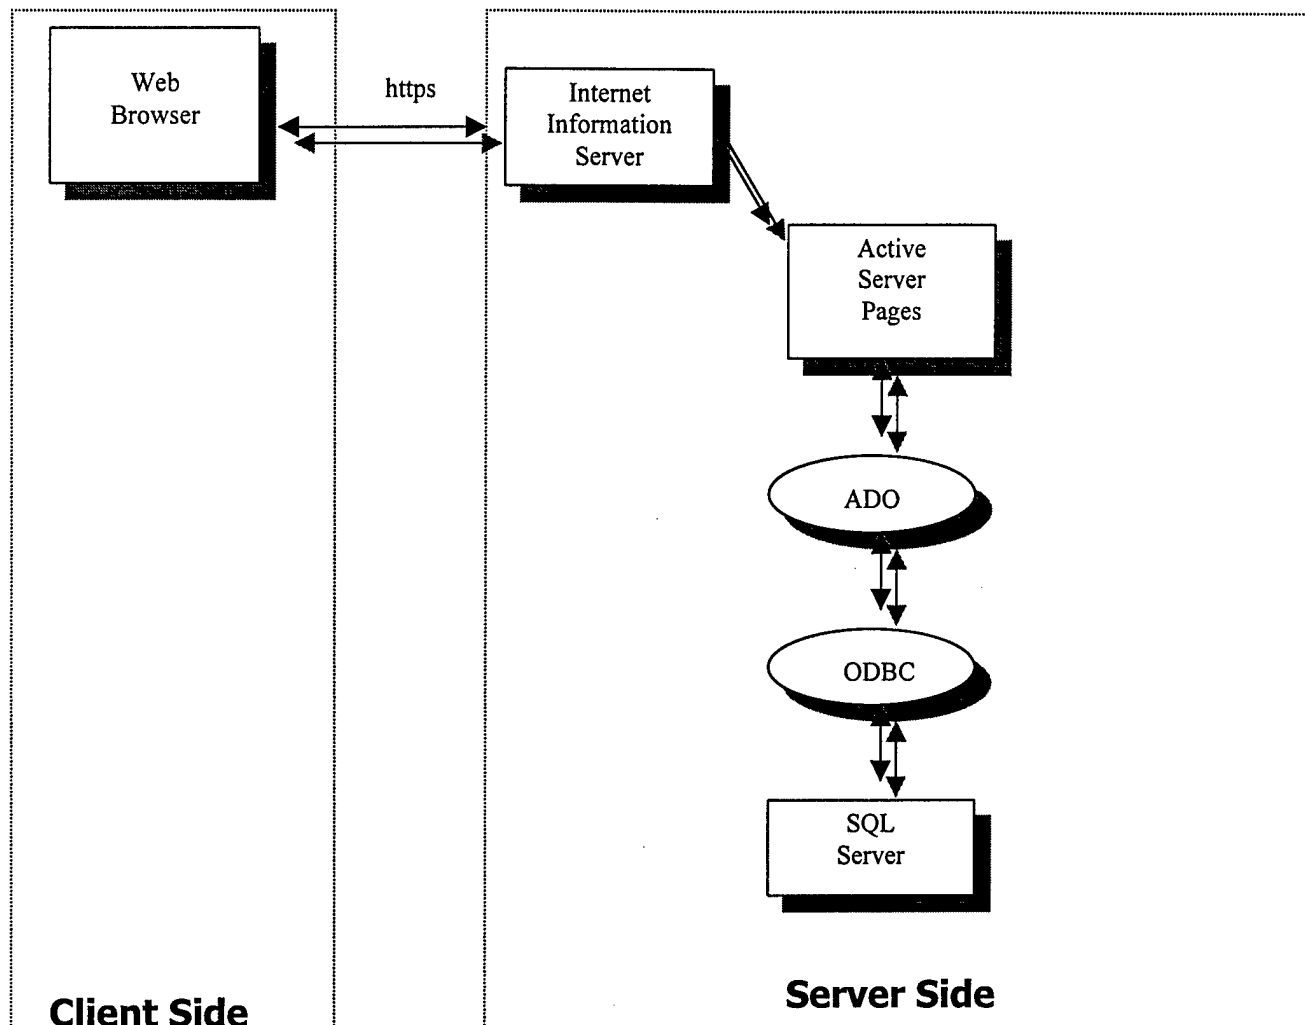 Web
Browser
https
Internet
Information
Server
Active
Server
Pages
ADO
ODBC
SQL
Server
Client Side
Server Side